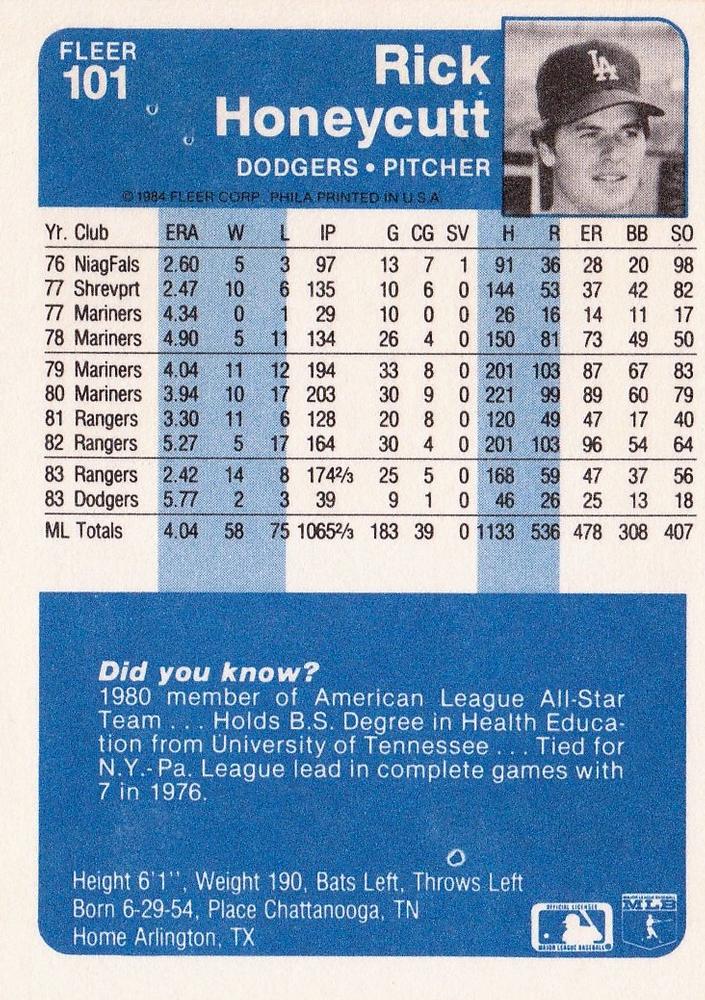 FLEER
101
Rick
Honeycutt
DODGERS • PITCHER
© 1984 FLEER CORP. PHILA PRINTED IN U.S.A.
LA
Yr. Club ERA W L IP G CG SV H R ER BB SO
76 NiagFals 2.60 5 3 97 13 7 1 91 36 28 20 98
77 Shrevprt 2.47 10 6 135 10 6 0 144 53 37 42 82
77 Mariners 4.34 0 1 29 10 0 0 26 16 14 11 17
78 Mariners 4.90 5 11 134 26 4 0 150 81 73 49 50
79 Mariners 4.04 11 12 194 33 8 0 201 103 87 67 83
80 Mariners 3.94 10 17 203 30 9 0 221 99 89 60 79
81 Rangers 3.30 11 6 128 20 8 0 120 49 47 17 40
82 Rangers 5.27 5 17 164 30 4 0 201 103 96 54 64
83 Rangers 2.42 14 8 174⅔ 25 5 0 168 59 47 37 56
83 Dodgers 5.77 2 3 39 9 1 0 46 26 25 13 18
ML Totals 4.04 58 75 1065⅔ 183 39 0 1133 536 478 308 407
Did you know?
1980 member of American League All-Star
Team . . . Holds B.S. Degree in Health Educa-
tion from University of Tennessee . . . Tied for
N.Y.-Pa. League lead in complete games with
7 in 1976.
Height 6'1'', Weight 190, Bats Left, Throws Left
Born 6-29-54, Place Chattanooga, TN
Home Arlington, TX
OFFICIAL LICENSEE
MAJOR LEAGUE BASEBALL
MAJOR LEAGUE BASEBALL
MLB